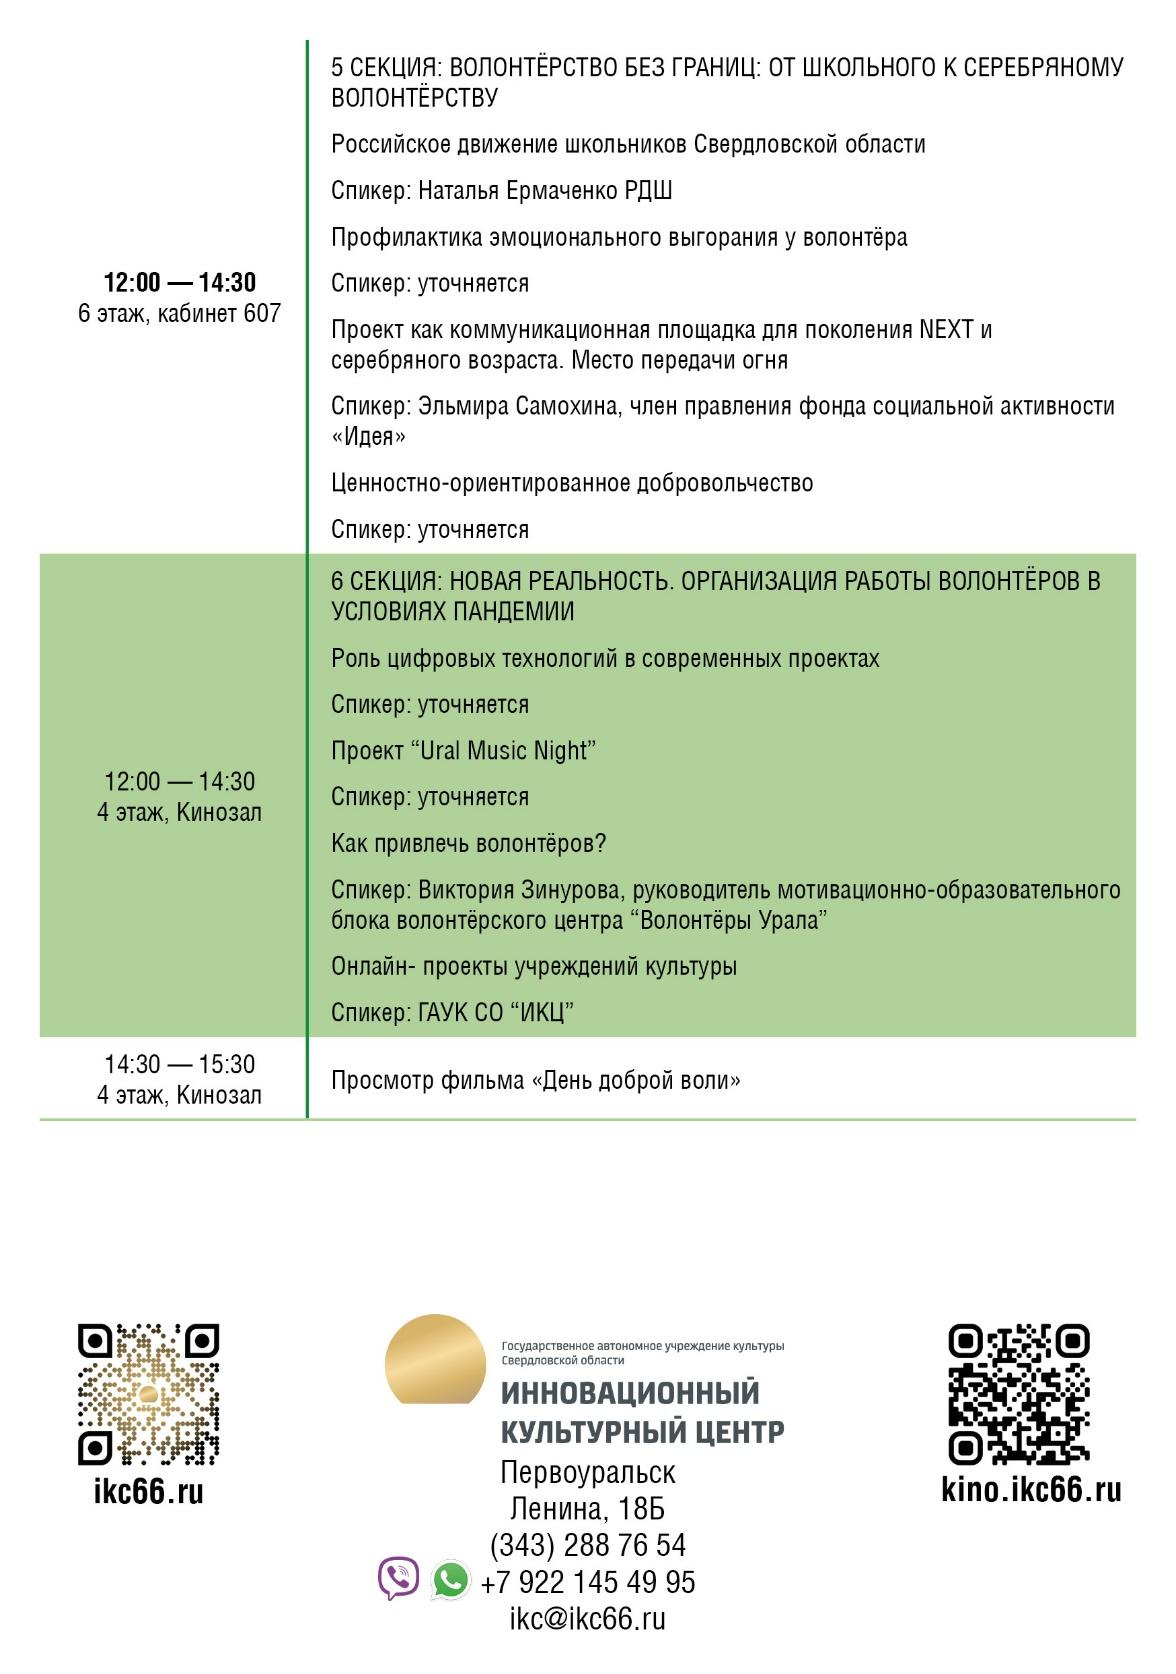 5 СЕКЦИЯ: ВОЛОНТЁРСТВО БЕЗ ГРАНИЦ: ОТ ШКОЛЬНОГО К СЕРЕБРЯНОМУ
ВОЛОНТЁРСТВУ
Российское движение школьников Свердловской области
Спикер: Наталья Ермаченко РДШ
Профилактика эмоционального выгорания у волонтёра
12:00 — 14:30
6 этаж, кабинет 607
Спикер: уточняется
Проект как коммуникационная площадка для поколения NEXT и
серебряного возраста. Место передачи огня
Спикер: Эльмира Самохина, член правления фонда социальной активности
«Идея»
Ценностно-ориентированное добровольчество
Спикер: уточняется
6 СЕКЦИЯ: НОВАЯ РЕАЛЬНОСТЬ. ОРГАНИЗАЦИЯ РАБОТЫ ВОЛОНТЁРОВ В
УСЛОВИЯХ ПАНДЕМИИ
Роль цифровых технологий в современных проектах
Спикер: уточняется
Проект “Ural Music Night”
12:00 — 14:30
4 этаж, Кинозал
Спикер: уточняется
Как привлечь волонтёров?
Спикер: Виктория Зинурова, руководитель мотивационно-образовательного
блока волонтёрского центра “Волонтёры Урала”
Онлайн- проекты учреждений культуры
Спикер: ГАУК СО “ИКЦ”
14:30 — 15:30
4 этаж, Кинозал
Просмотр фильма «День доброй воли»
Государственное автономное учреждение культуры
Свердловской области
ИННОВАЦИОННЫЙ
КУЛЬТУРНЫЙ ЦЕНТР
ikc66.ru
kino.ikc66.ru
Первоуральск
Ленина, 18Б
(343) 288 76 54
+7 922 145 49 95
ikc@ikc66.ru